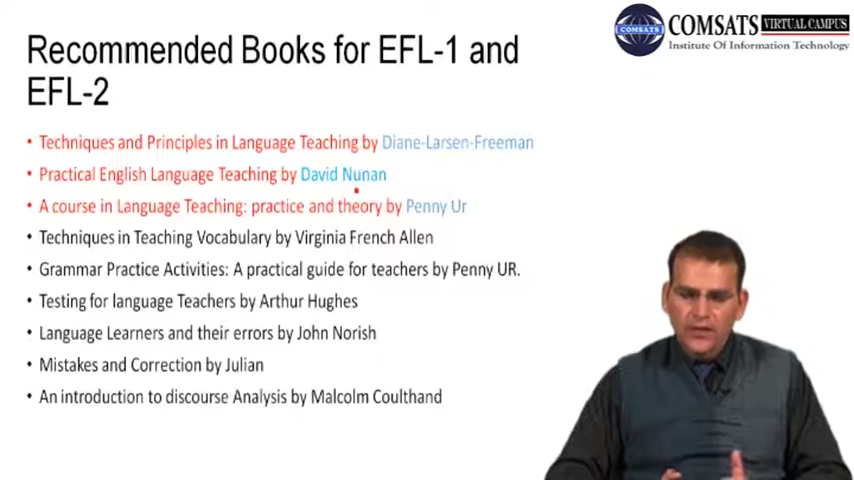 COMSATS VIRTUAL CAMPUS
COMSATS
Institute Of Information Technology
Recommended Books for EFL-1 and
EFL-2
• Techniques and Principles in Language Teaching by Diane-Larsen-Freeman
• Practical English Language Teaching by David Nunan
• A course in Language Teaching: practice and theory by Penny Ur
• Techniques in Teaching Vocabulary by Virginia French Allen
• Grammar Practice Activities: A practical guide for teachers by Penny UR.
• Testing for language Teachers by Arthur Hughes
• Language Learners and their errors by John Norish
• Mistakes and Correction by Julian
• An introduction to discourse Analysis by Malcolm Coulthand